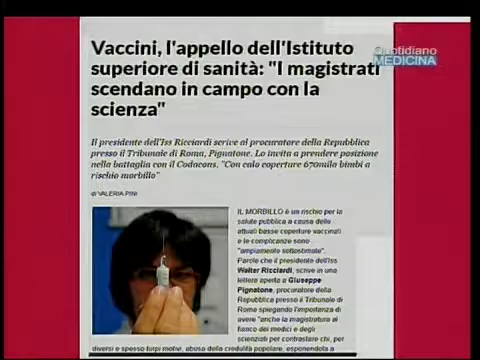 Quotidiano
MEDICINA
Vaccini, l'appello dell'Istituto
superiore di sanità: "I magistrati
scendano in campo con la
scienza"
Il presidente dell'Iss Ricciardi scrive al procuratore della Repubblica
presso il Tribunale di Roma, Pignatone. Lo invita a prendere posizione
nella battaglia con il Codacons. "Con calo coperture 670mila bimbi a
rischio morbillo"
di VALERIA PINI
IL MORBILLO è un rischio per la
salute pubblica a causa delle
attuali basse coperture vaccinali
e le complicanze sono
"ampiamente sottostimate".
Parole che il presidente dell'Iss
Walter Ricciardi, scrive in una
lettera aperta a Giuseppe
Pignatone, procuratore della
Repubblica presso il Tribunale di
Roma spiegando l'importanza di
avere "anche la magistratura al
fianco dei medici e degli
scienziati per contrastare chi, per
diversi e spesso turpi motivi, abusa della credulità popolare, esponendola a